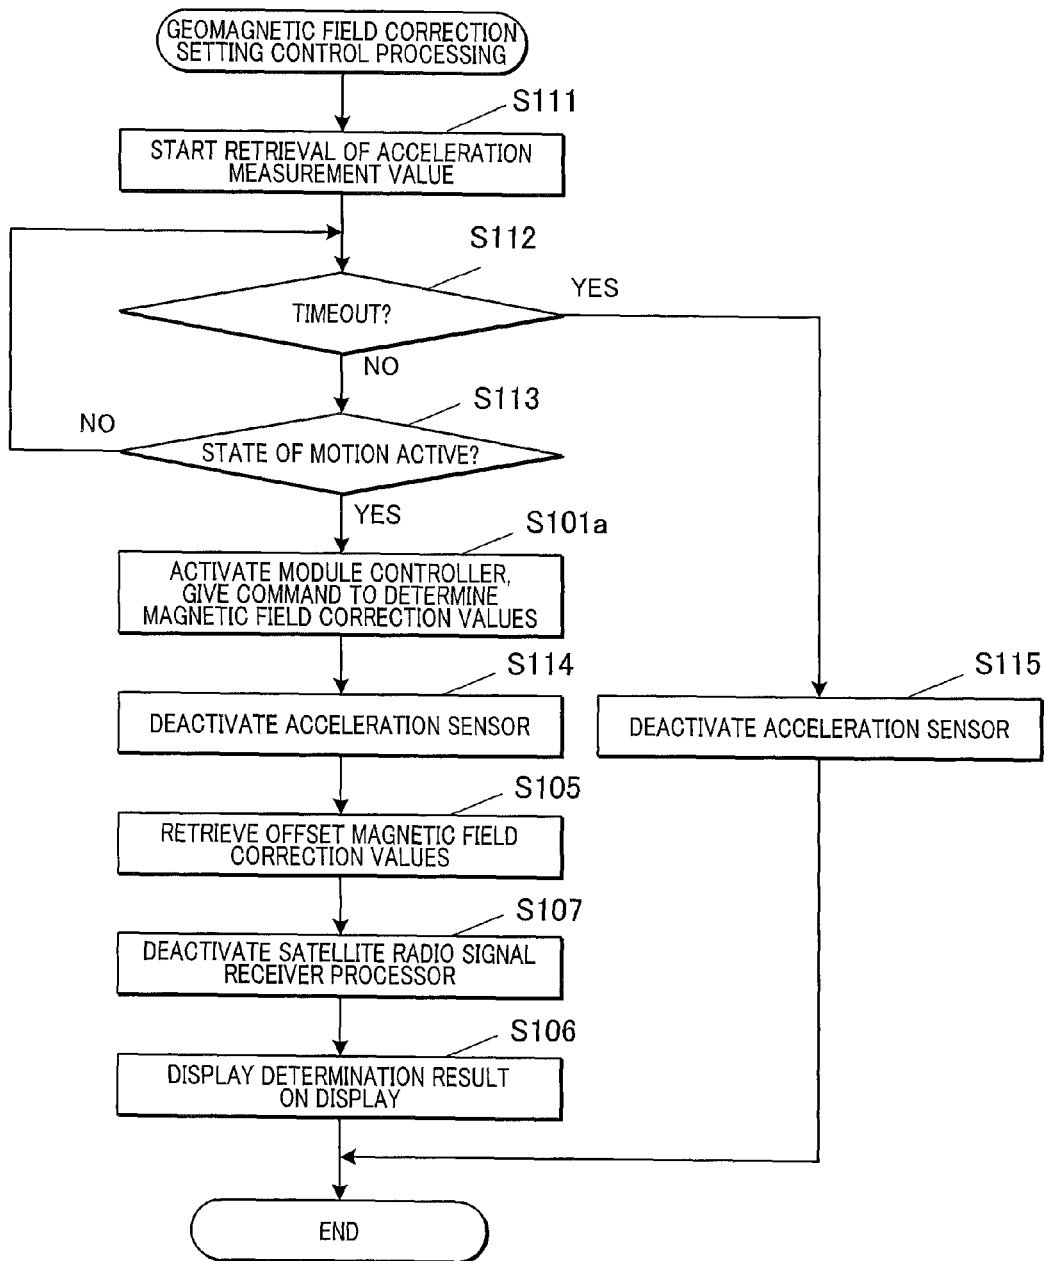 GEOMAGNETIC FIELD CORRECTION
SETTING CONTROL PROCESSING
S111
START RETRIEVAL OF ACCELERATION
MEASUREMENT VALUE
S112
YES
TIMEOUT?
NO
S113
NO
STATE OF MOTION ACTIVE?
YES
S101a
ACTIVATE MODULE CONTROLLER,
GIVE COMMAND TO DETERMINE
MAGNETIC FIELD CORRECTION VALUES
S114
DEACTIVATE ACCELERATION SENSOR
S115
DEACTIVATE ACCELERATION SENSOR
S105
RETRIEVE OFFSET MAGNETIC FIELD
CORRECTION VALUES
S107
DEACTIVATE SATELLITE RADIO SIGNAL
RECEIVER PROCESSOR
S106
DISPLAY DETERMINATION RESULT
ON DISPLAY
END